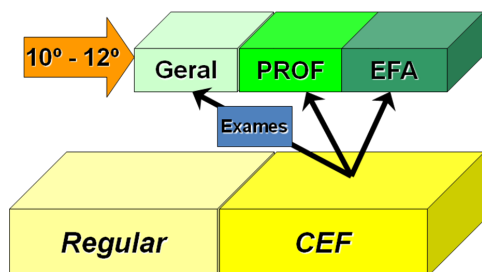 10º - 12º
Geral
PROF
EFA
Exames
Regular
CEF